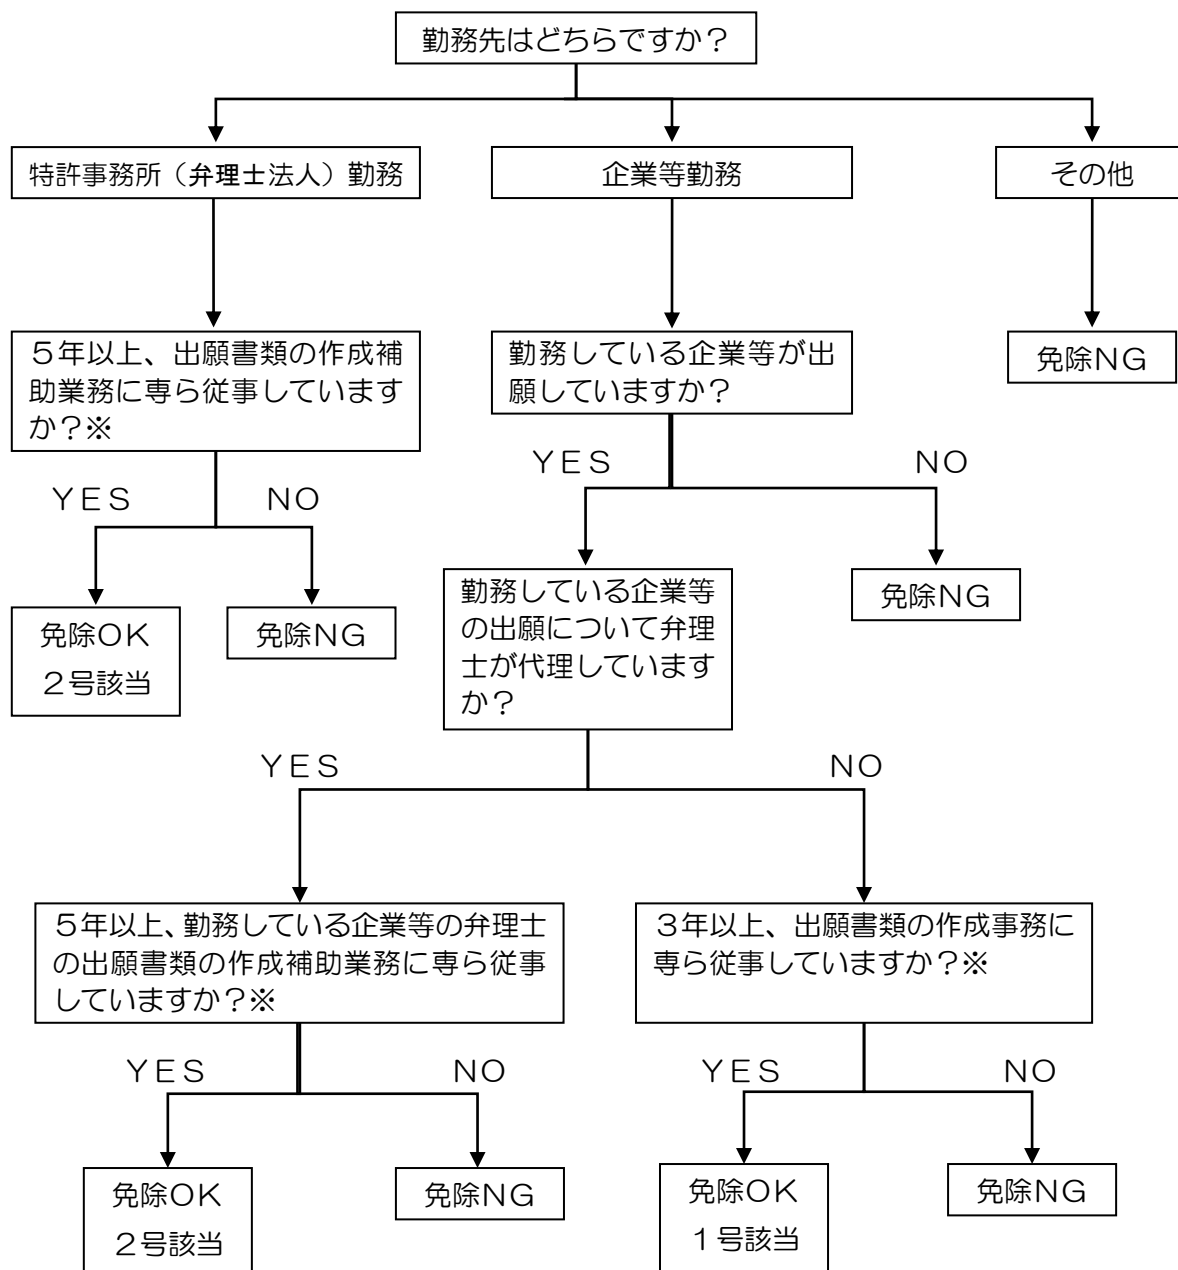 勤務先はどちらですか？
特許事務所（弁理士法人）勤務
企業等勤務
その他
５年以上、出願書類の作成補
助業務に専ら従事しています
か？※
勤務している企業等が出
願していますか？
免除ＮＧ
ＹＥＳ
ＮＯ
ＹＥＳ
ＮＯ
免除ＯＫ
２号該当
免除ＮＧ
勤務している企業等
の出願について弁理
士が代理しています
か？
免除ＮＧ
ＹＥＳ
ＮＯ
５年以上、勤務している企業等の弁理士
の出願書類の作成補助業務に専ら従事
していますか？※
３年以上、出願書類の作成事務に
専ら従事していますか？※
ＹＥＳ
ＮＯ
ＹＥＳ
ＮＯ
免除ＯＫ
２号該当
免除ＮＧ
免除ＯＫ
１号該当
免除ＮＧ